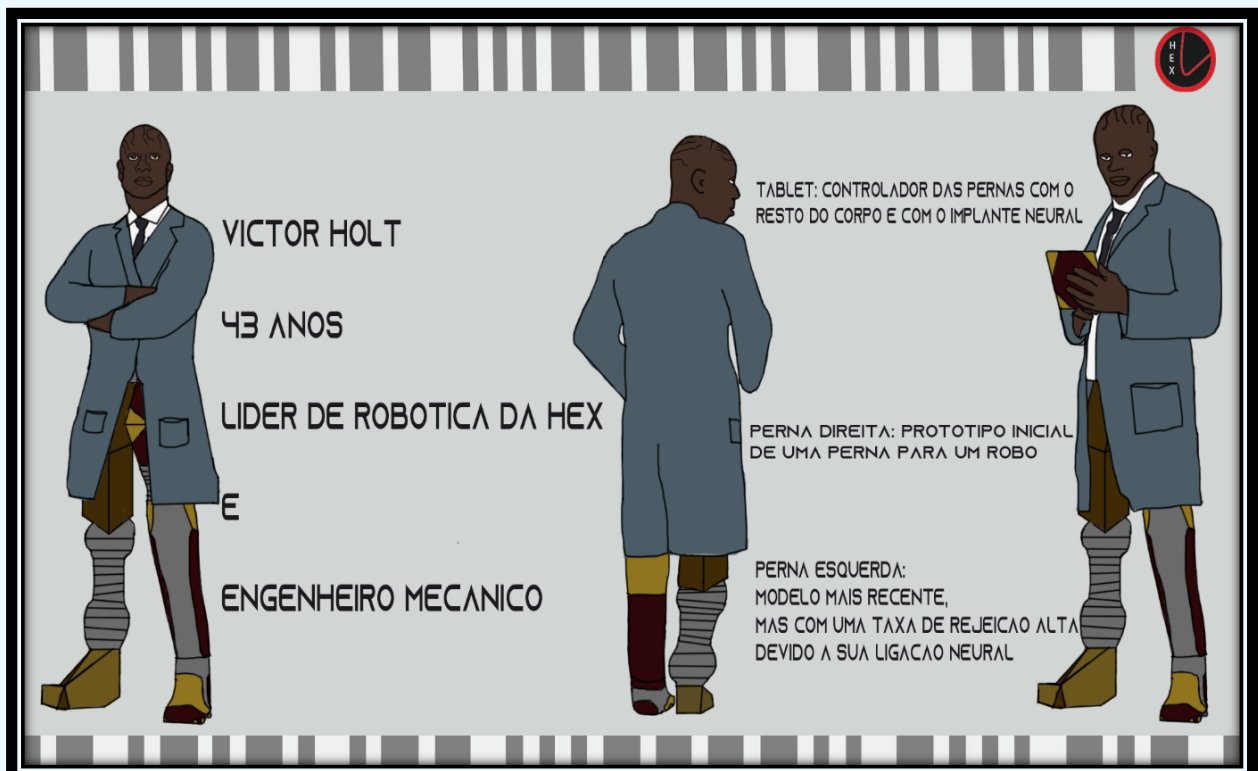 HEX
VICTOR HOLT
43 ANOS
LIDER DE ROBOTICA DA HEX
E
ENGENHEIRO MECANICO
TABLET: CONTROLADOR DAS PERNAS COM O
RESTO DO CORPO E COM O IMPLANTE NEURAL
PERNA DIREITA: PROTOTIPO INICIAL
DE UMA PERNA PARA UM ROBO
PERNA ESQUERDA:
MODELO MAIS RECENTE,
MAS COM UMA TAXA DE REJEICAO ALTA
DEVIDO A SUA LIGACAO NEURAL